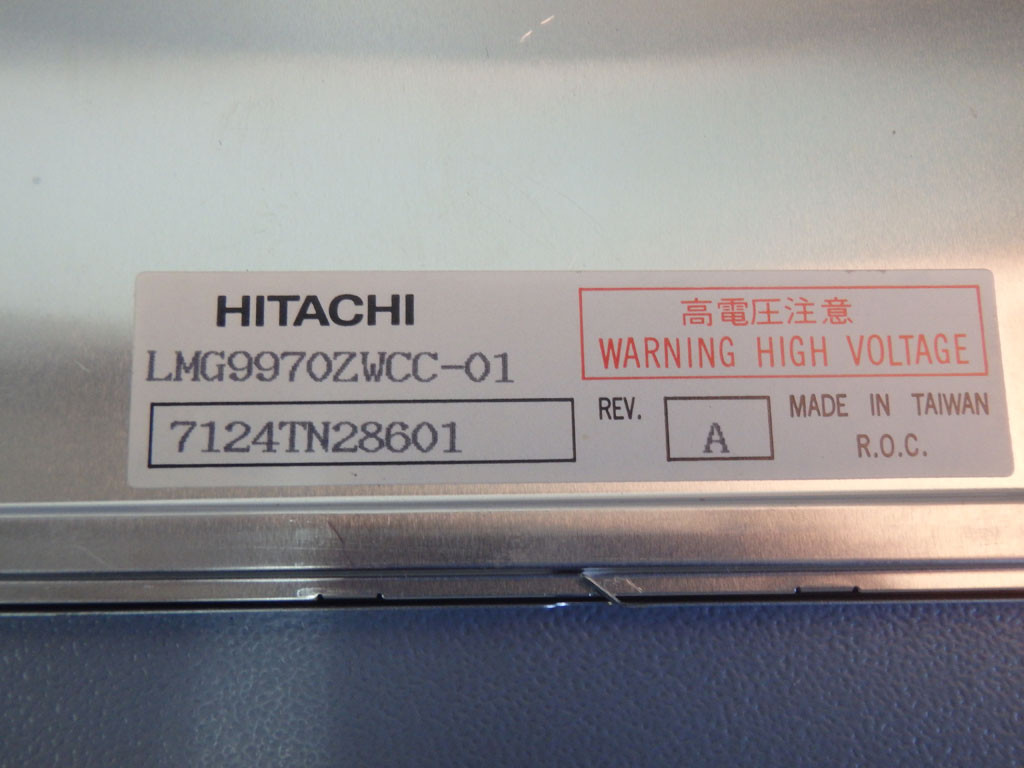 HITACHI
LMG9970ZWCC-01
7124TN28601
高電圧注意
WARNING HIGH VOLTAGE
REV. A
MADE IN TAIWAN
R.O.C.